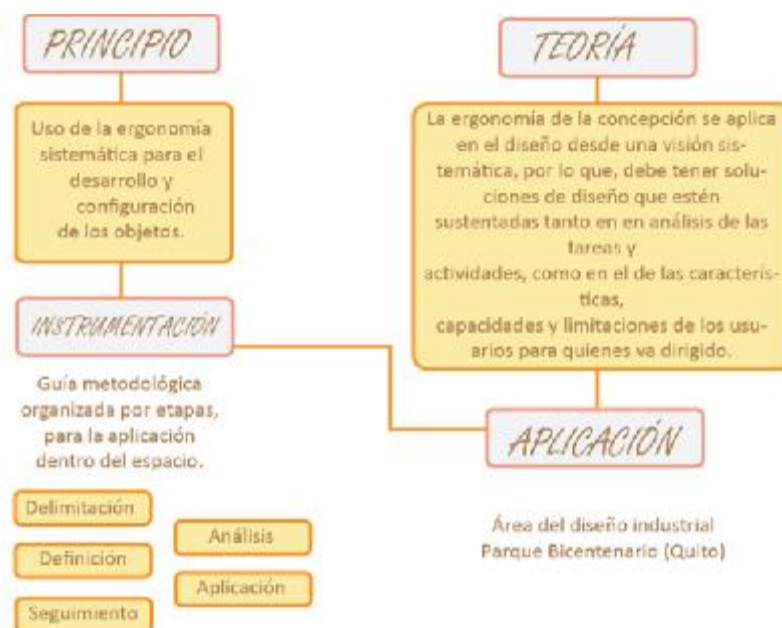 PRINCIPIO
Uso de la ergonomía
sistemática para el
desarrollo y
configuración
de los objetos.
INSTRUMENTACIÓN
Guía metodológica
organizada por etapas,
para la aplicación
dentro del espacio.
Delimitación
Análisis
Definición
Aplicación
Seguimiento
TEORÍA
La ergonomía de la concepción se aplica
en el diseño desde una visión sis-
temática, por lo que, debe tener solu-
ciones de diseño que estén
sustentadas tanto en en análisis de las
tareas y
actividades, como en el de las caracterís-
ticas,
capacidades y limitaciones de los usu-
arios para quienes va dirigido.
APLICACIÓN
Área del diseño industrial
Parque Bicentenario (Quito)